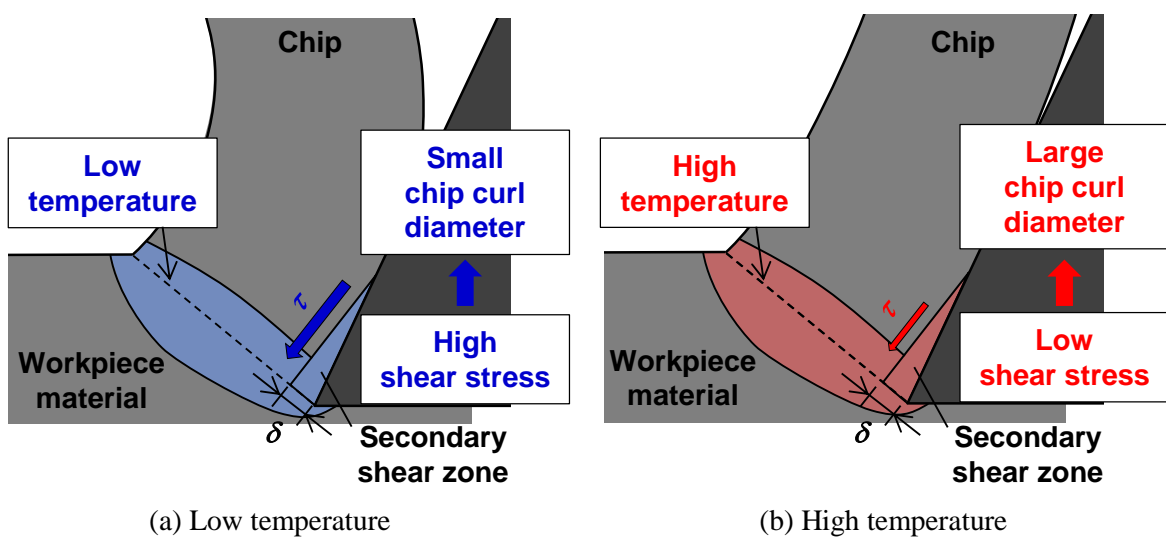 Chip
Low
temperature
Small
chip curl
diameter
τ
High
shear stress
Workpiece
material
δ
Secondary
shear zone
(a) Low temperature
Chip
High
temperature
Large
chip curl
diameter
τ
Low
shear stress
Workpiece
material
δ
Secondary
shear zone
(b) High temperature